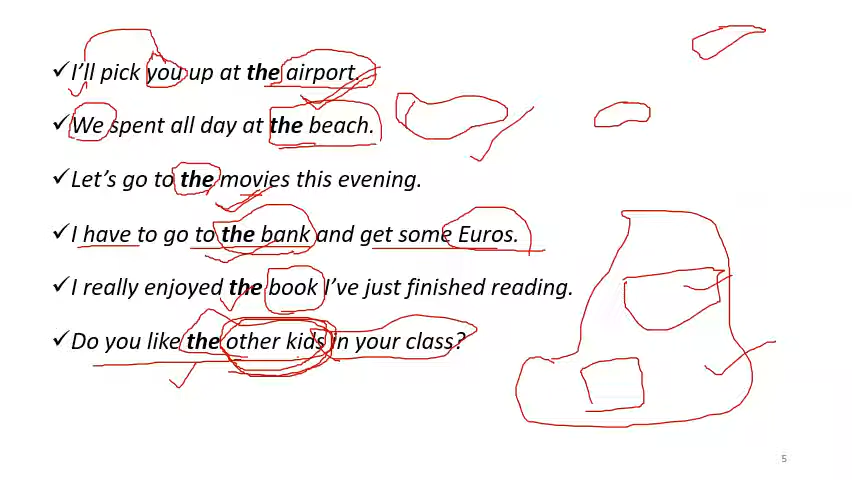 ✓I'll pick you up at the airport.
✓We spent all day at the beach.
✓Let's go to the movies this evening.
✓I have to go to the bank and get some Euros.
✓I really enjoyed the book I've just finished reading.
✓Do you like the other kids in your class?
5